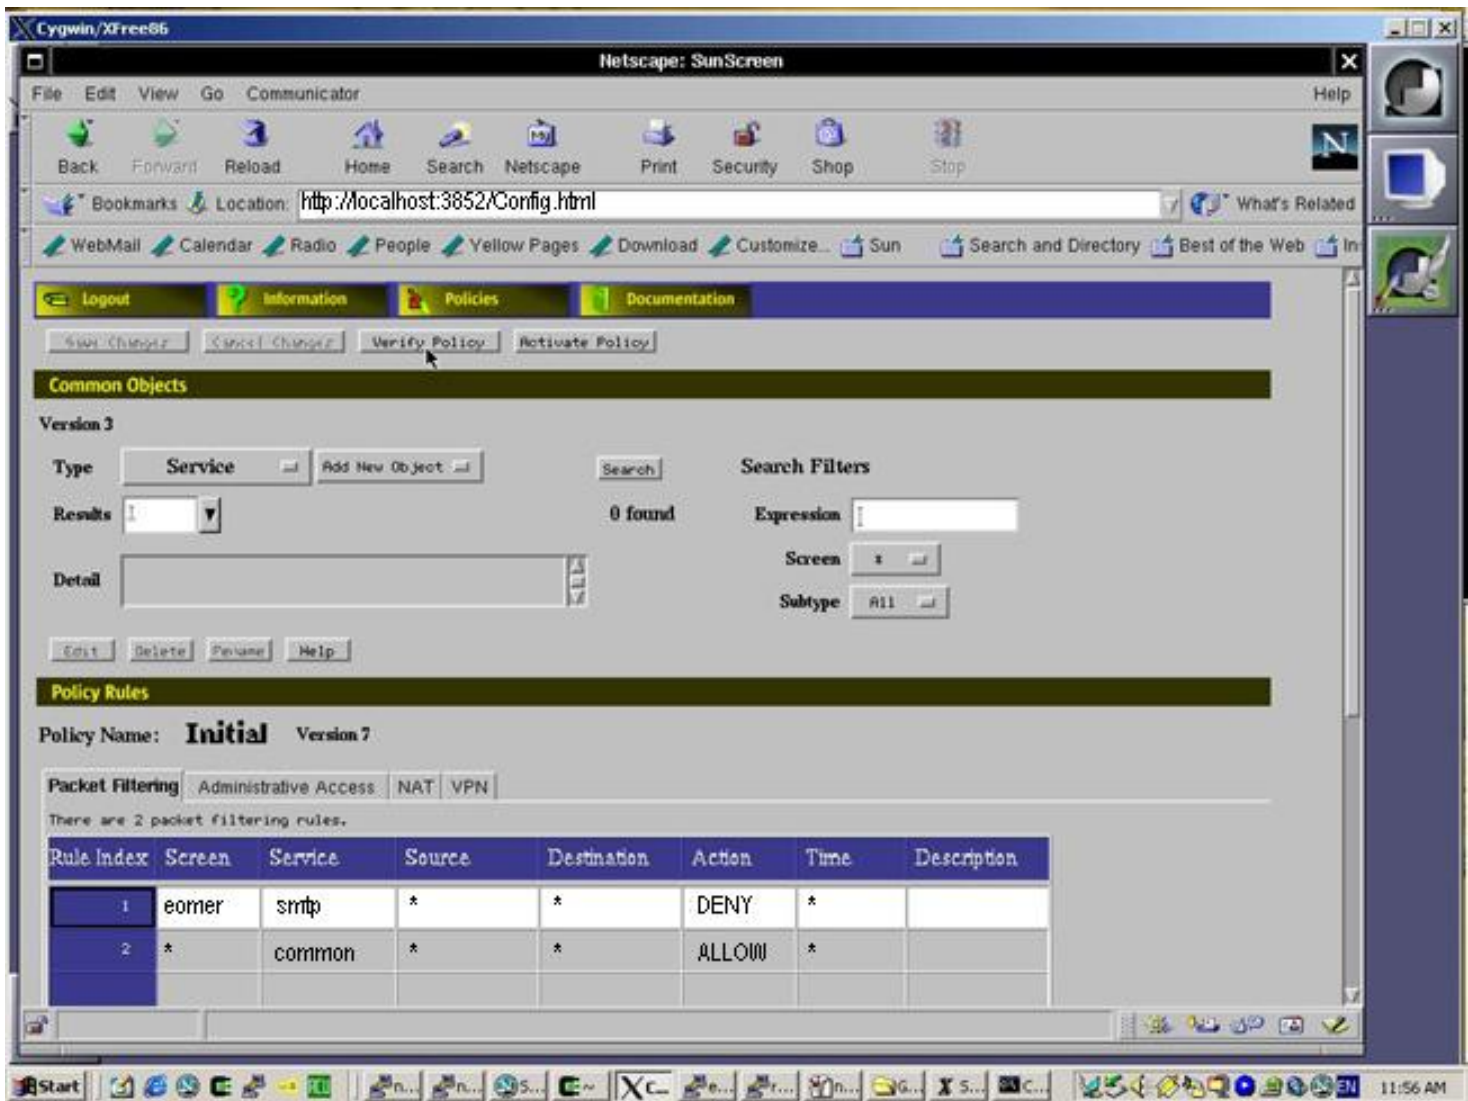 Cygwin/XFree86
Netscape: SunScreen
File Edit View Go Communicator Help
Back Forward Reload Home Search Netscape Print Security Shop Stop
Bookmarks Location: http://localhost:3852/Config.html What's Related
WebMail Calendar Radio People Yellow Pages Download Customize... Sun Search and Directory Best of the Web In
Logout Information Policies Documentation
Save Changes Cancel Changes Verify Policy Activate Policy
Common Objects
Version 3
Type Service Add New Object Search Search Filters
Results 0 found Expression
Screen *
Detail
Subtype All
Edit Delete Rename Help
Policy Rules
Policy Name: Initial Version 7
Packet Filtering Administrative Access NAT VPN
There are 2 packet filtering rules.
Rule Index Screen Service Source Destination Action Time Description
1 eomer smtp * * DENY *
2 * common * * ALLOW *
Start n... n... S... ~ C... e... r... n... G... S... C... EN 11:56 AM